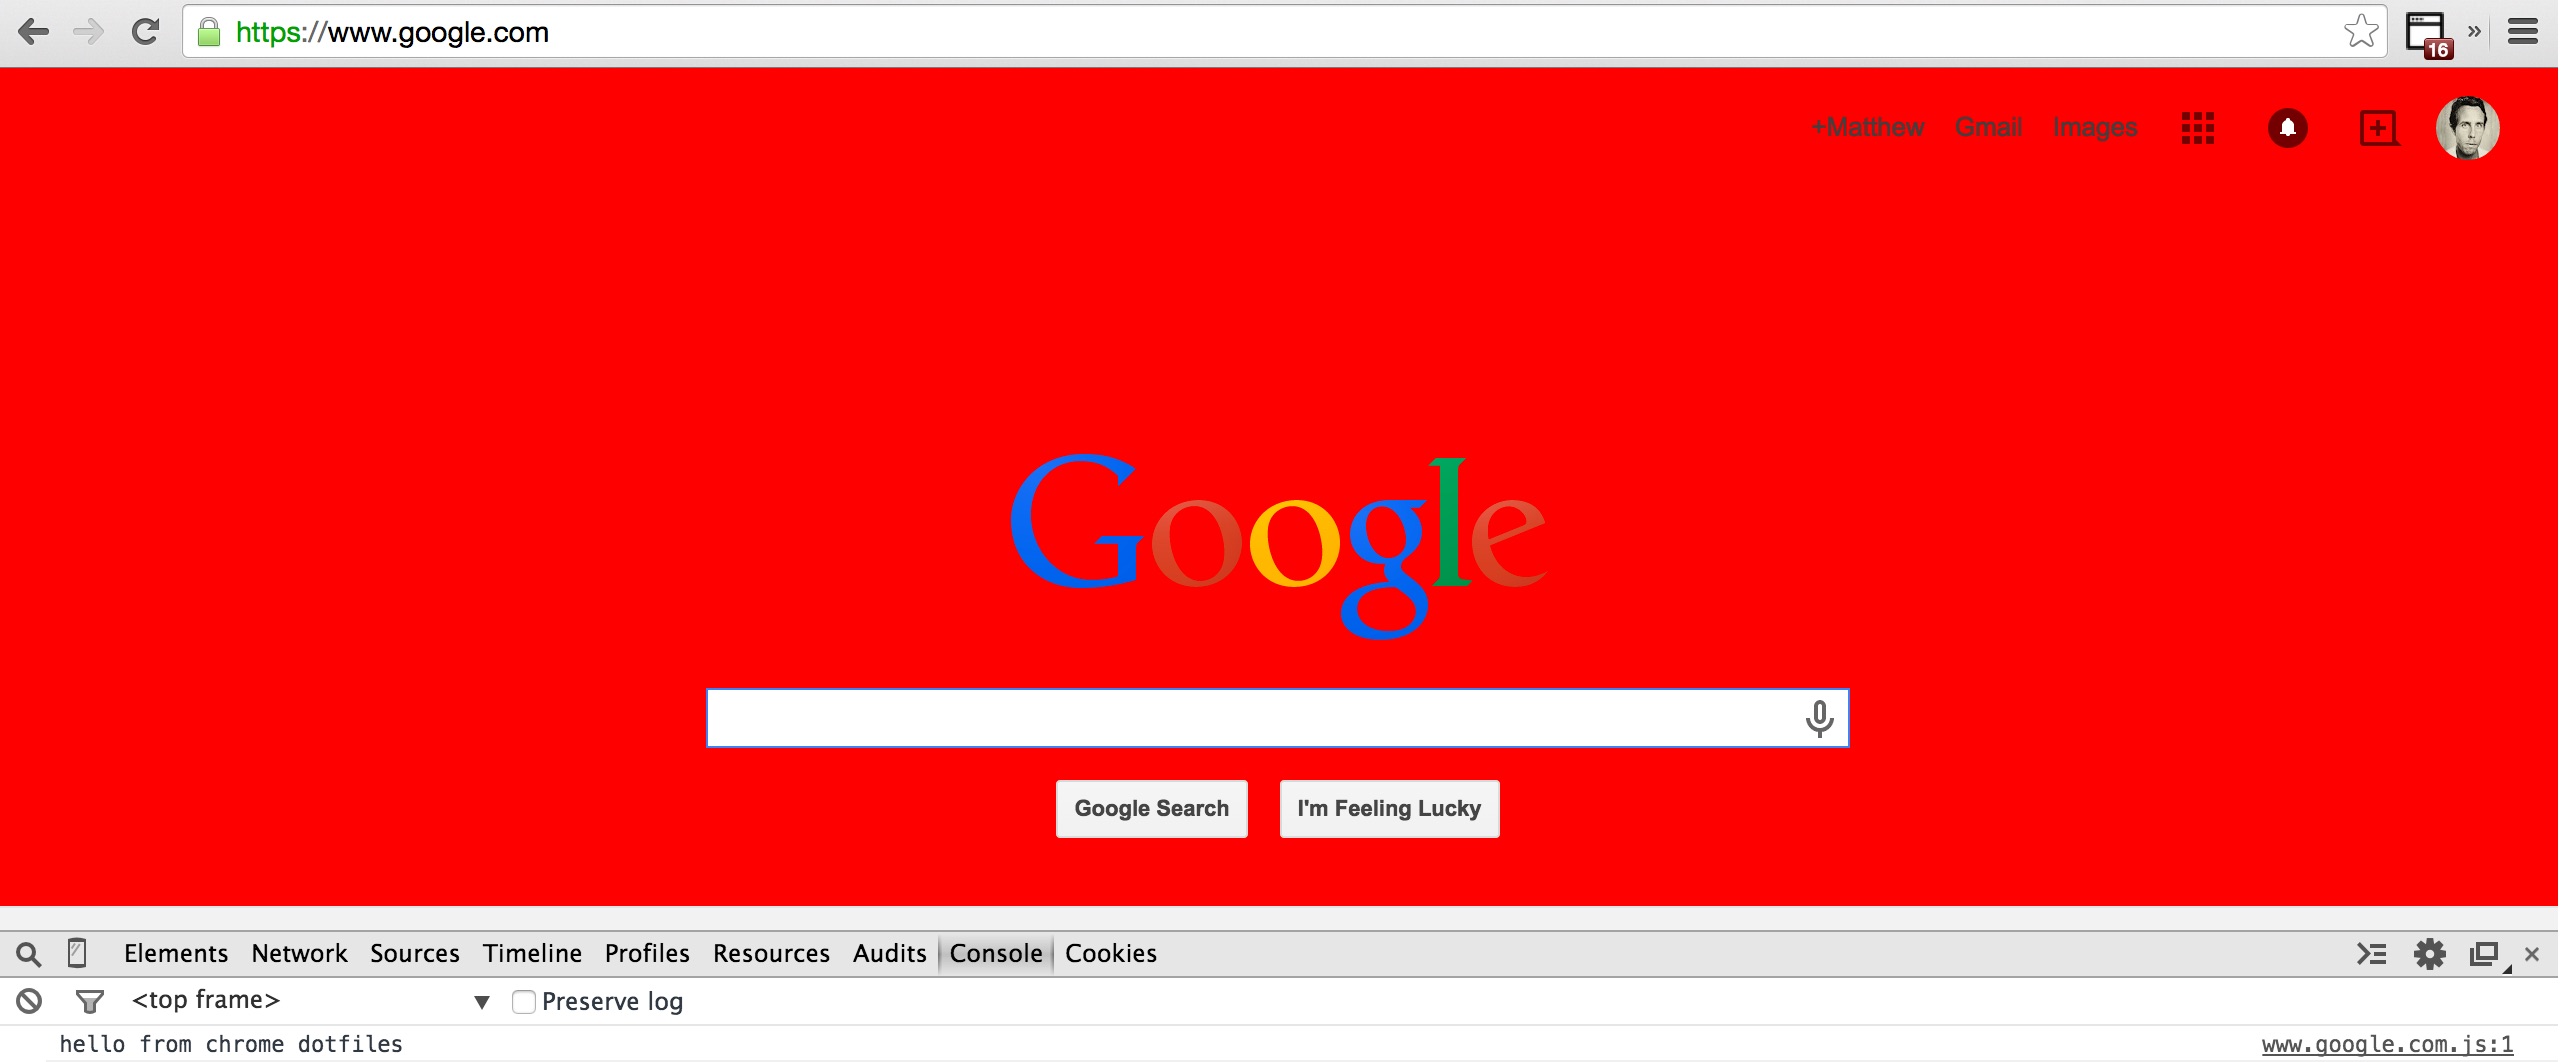 https://www.google.com
16
»
+Matthew Gmail Images
Google
Google Search I'm Feeling Lucky
Elements Network Sources Timeline Profiles Resources Audits Console Cookies
<top frame> Preserve log
hello from chrome dotfiles www.google.com.js:1